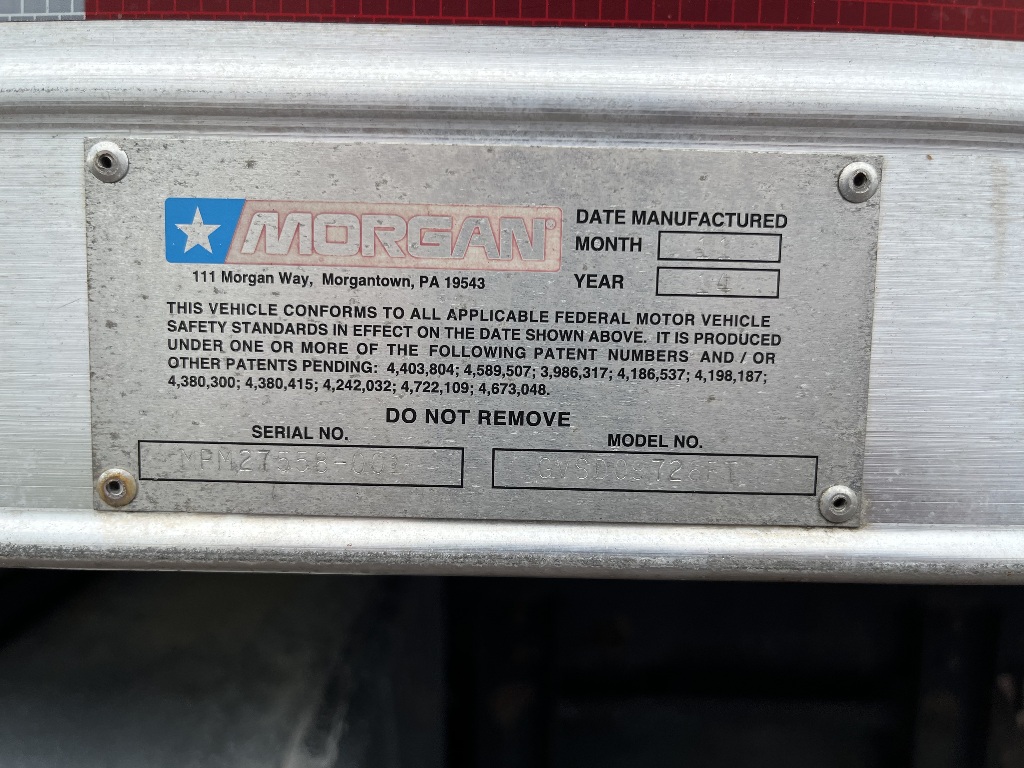 MORGAN®
111 Morgan Way, Morgantown, PA 19543
DATE MANUFACTURED
MONTH 11
YEAR 14
THIS VEHICLE CONFORMS TO ALL APPLICABLE FEDERAL MOTOR VEHICLE
SAFETY STANDARDS IN EFFECT ON THE DATE SHOWN ABOVE. IT IS PRODUCED
UNDER ONE OR MORE OF THE FOLLOWING PATENT NUMBERS AND / OR
OTHER PATENTS PENDING: 4,403,804; 4,589,507; 3,986,317; 4,186,537; 4,198,187;
4,380,300; 4,380,415; 4,242,032; 4,722,109; 4,673,048.
DO NOT REMOVE
SERIAL NO.
MODEL NO.